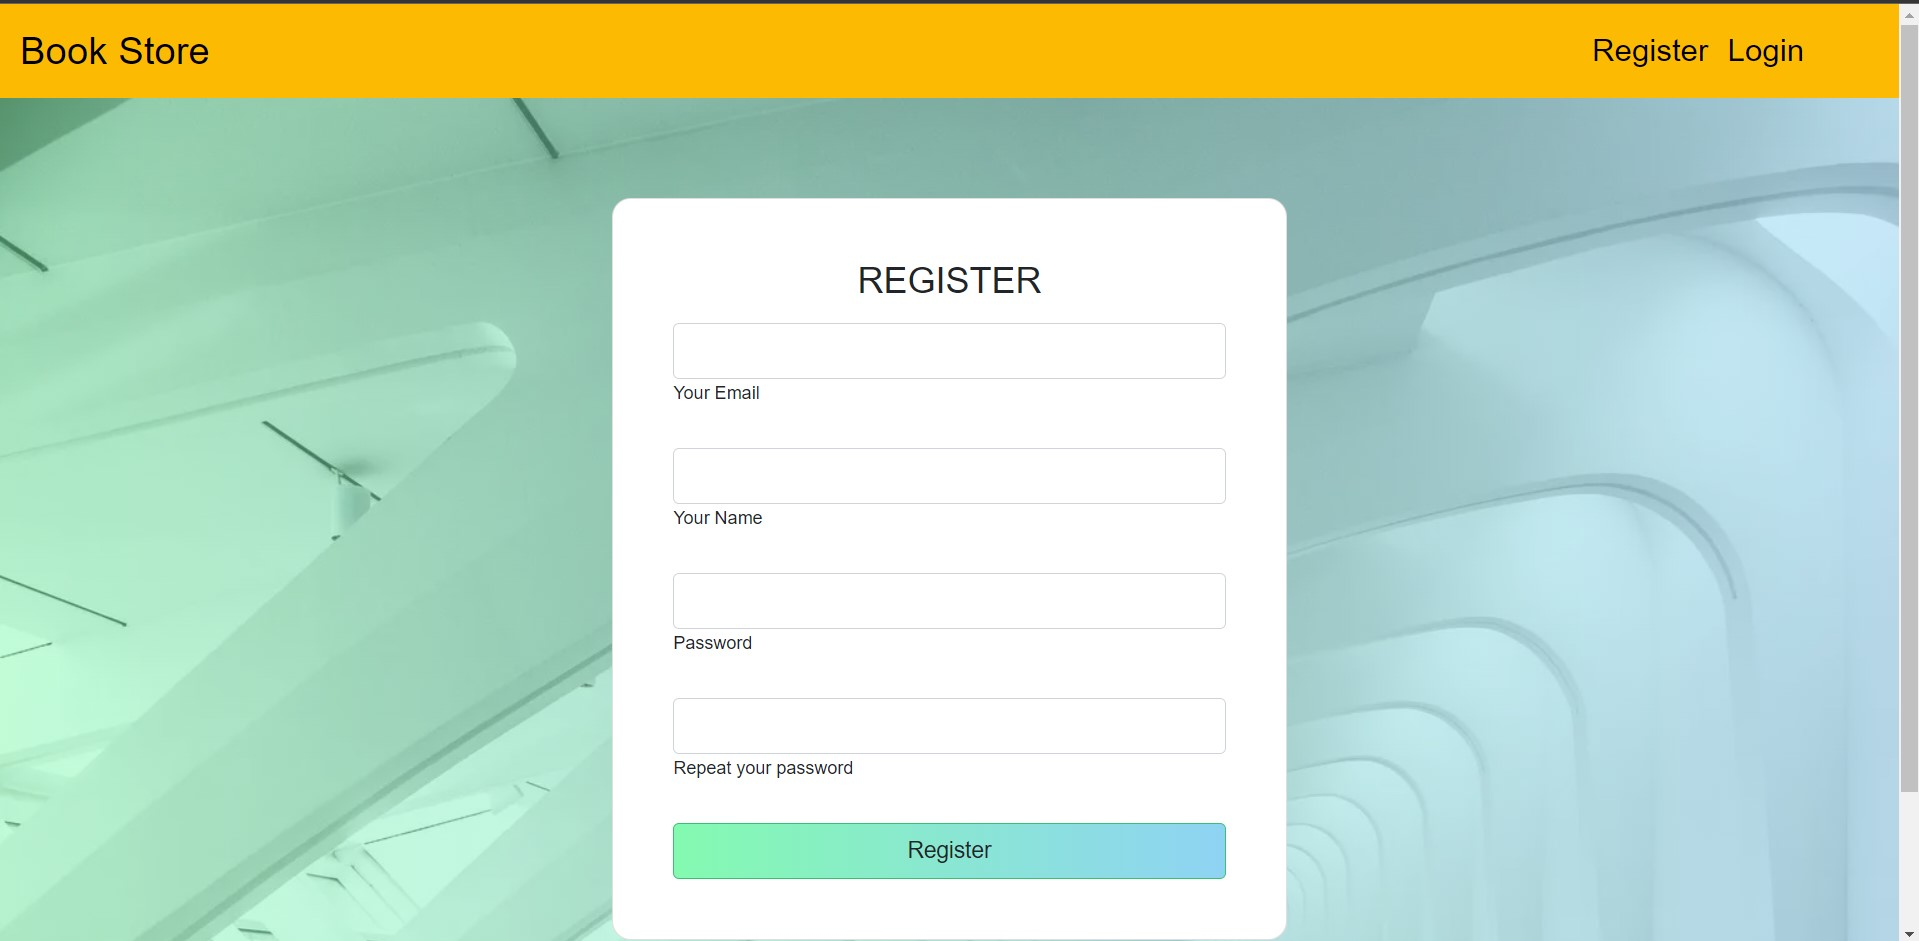 Book Store
Register Login
REGISTER
Your Email
Your Name
Password
Repeat your password
Register